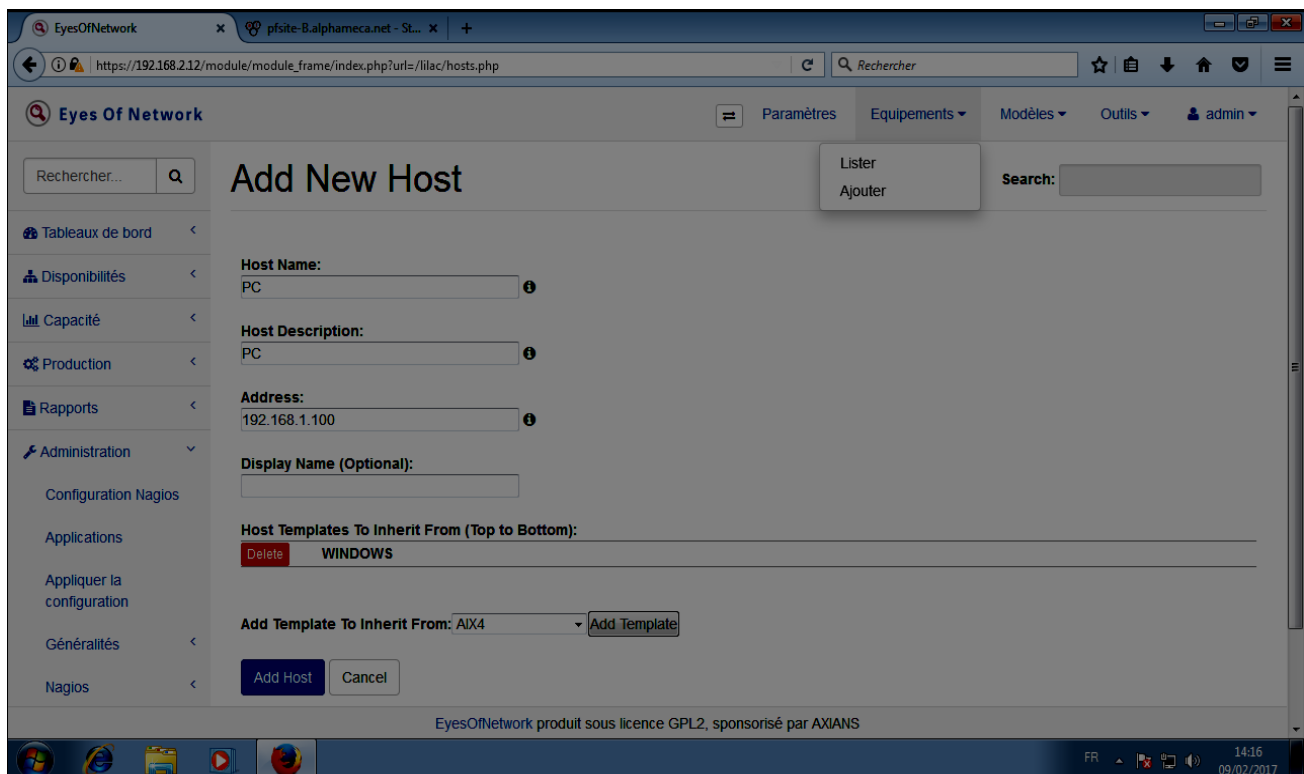 EyesOfNetwork
pfsite-B.alphameca.net - St...
https://192.168.2.12/module/module_frame/index.php?url=/lilac/hosts.php
Rechercher
Eyes Of Network
Paramètres
Equipements
Modèles
Outils
admin
Lister
Ajouter
Rechercher...
Add New Host
Search:
Tableaux de bord
Disponibilités
Capacité
Production
Rapports
Administration
Configuration Nagios
Applications
Appliquer la
configuration
Généralités
Nagios
Host Name:
PC
Host Description:
PC
Address:
192.168.1.100
Display Name (Optional):
Host Templates To Inherit From (Top to Bottom):
Delete WINDOWS
Add Template To Inherit From: AIX4 Add Template
Add Host Cancel
EyesOfNetwork produit sous licence GPL2, sponsorisé par AXIANS
FR
14:16
09/02/2017